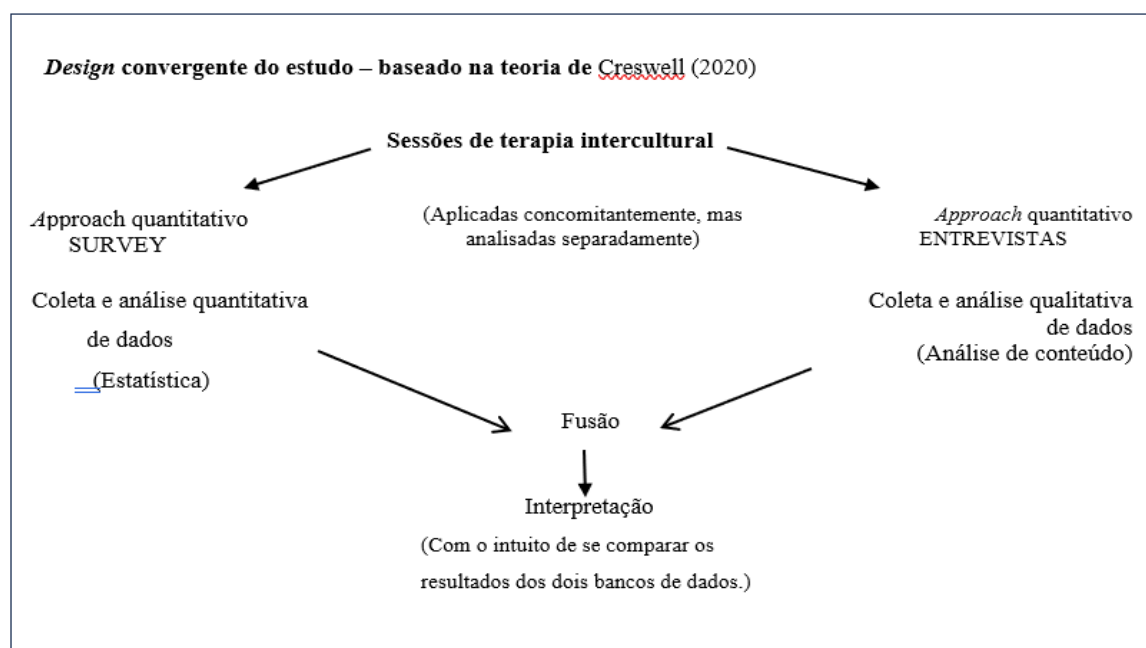 Design convergente do estudo – baseado na teoria de Creswell (2020)
Sessões de terapia intercultural
Approach quantitativo
SURVEY
(Aplicadas concomitantemente, mas
analisadas separadamente)
Approach quantitativo
ENTREVISTAS
Coleta e análise quantitativa
de dados
(Estatística)
Coleta e análise qualitativa
de dados
(Análise de conteúdo)
Fusão
Interpretação
(Com o intuito de se comparar os
resultados dos dois bancos de dados.)